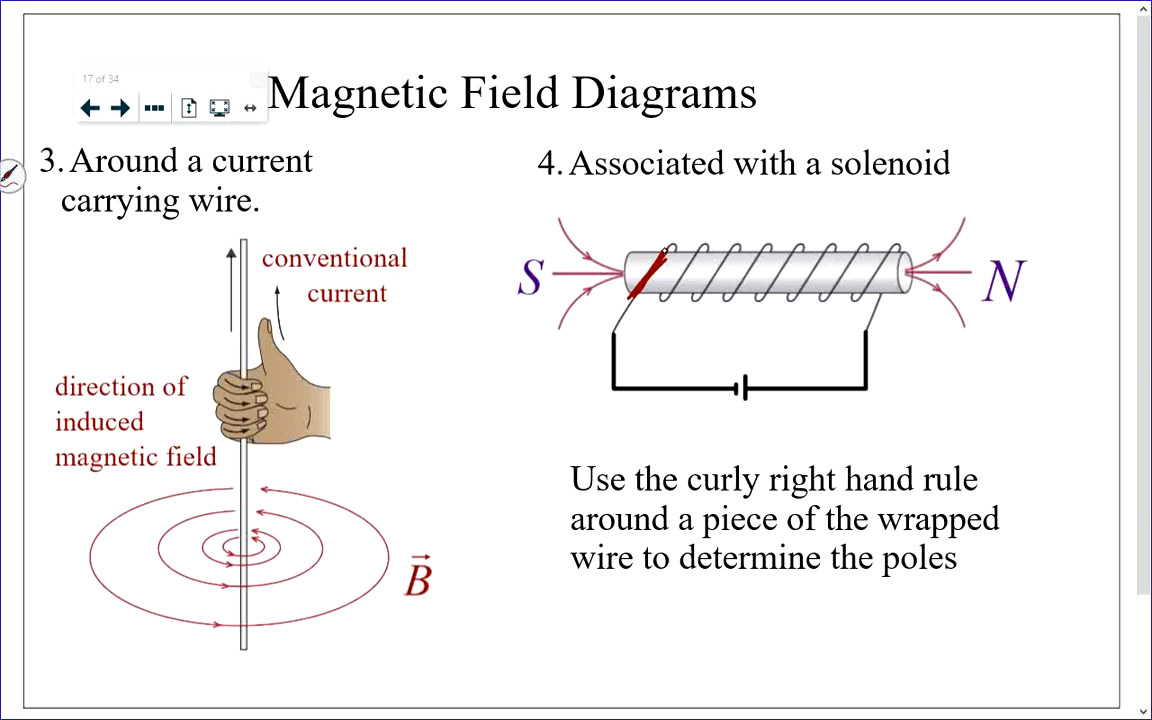 17 of 34
Magnetic Field Diagrams
3. Around a current
carrying wire.
conventional
current
direction of
induced
magnetic field
B
4. Associated with a solenoid
S
N
Use the curly right hand rule
around a piece of the wrapped
wire to determine the poles